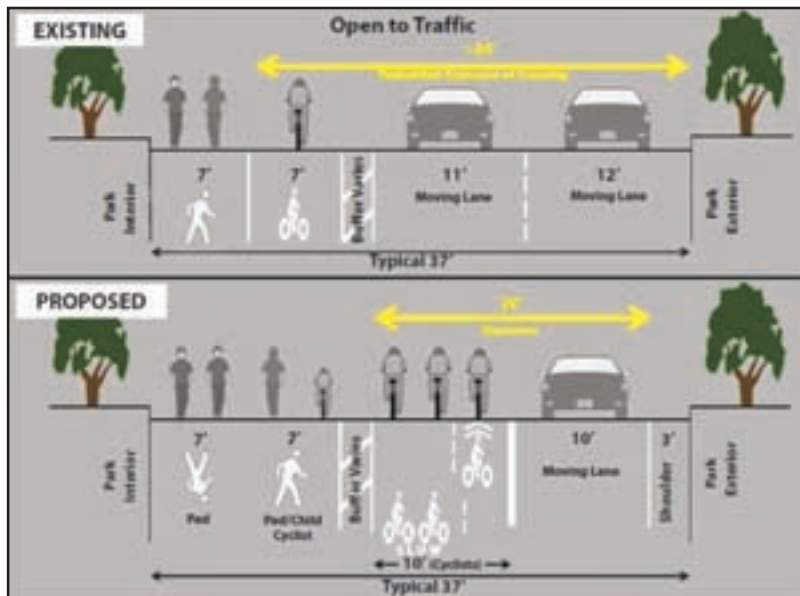 EXISTING
Open to Traffic
7'
7'
Buffer Varies
11'
Moving Lane
12'
Moving Lane
Park
Interior
Park
Exterior
Typical 37'
PROPOSED
7'
Ped
7'
Ped/Child
Cyclist
Buffer Varies
10'
Moving Lane
3'
Shoulder
Park
Interior
Park
Exterior
10' (Cyclists)
Typical 37'